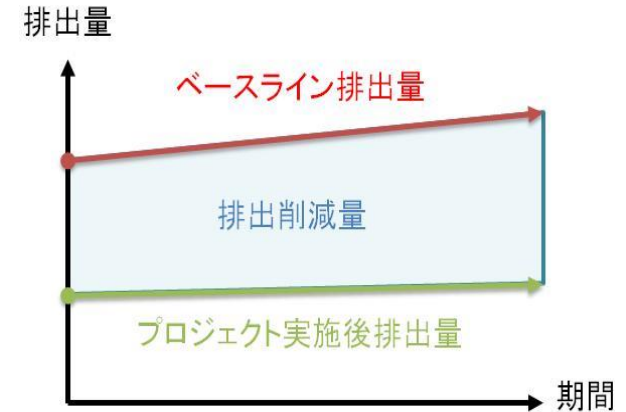 排出量
ベースライン排出量
排出削減量
プロジェクト実施後排出量
期間